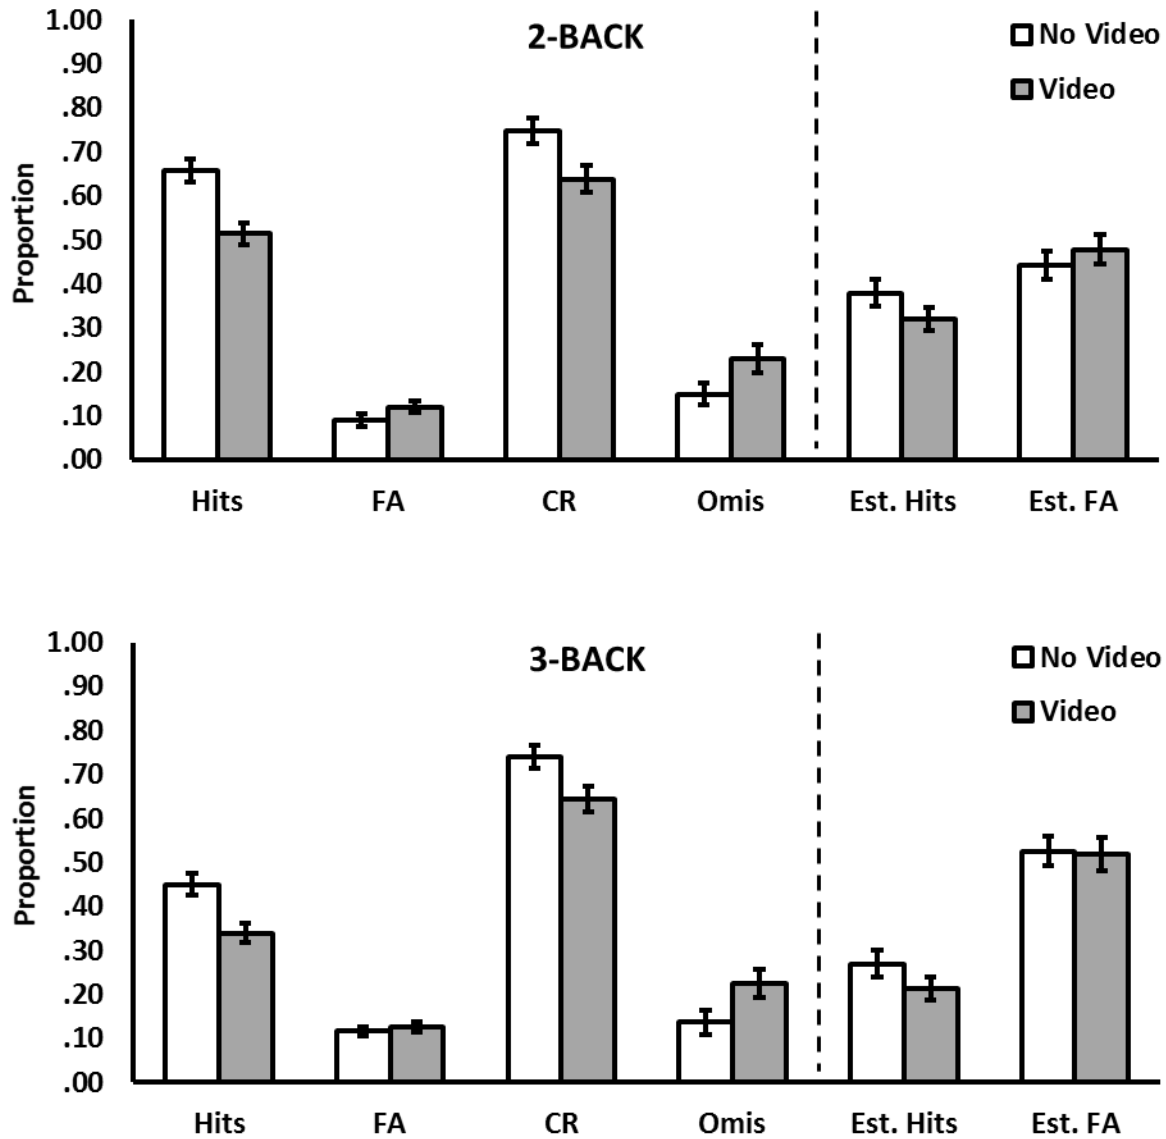 2-BACK
No Video
Video
Proportion
1.00
.90
.80
.70
.60
.50
.40
.30
.20
.10
.00
Hits FA CR Omis Est. Hits Est. FA
3-BACK
No Video
Video
Proportion
1.00
.90
.80
.70
.60
.50
.40
.30
.20
.10
.00
Hits FA CR Omis Est. Hits Est. FA